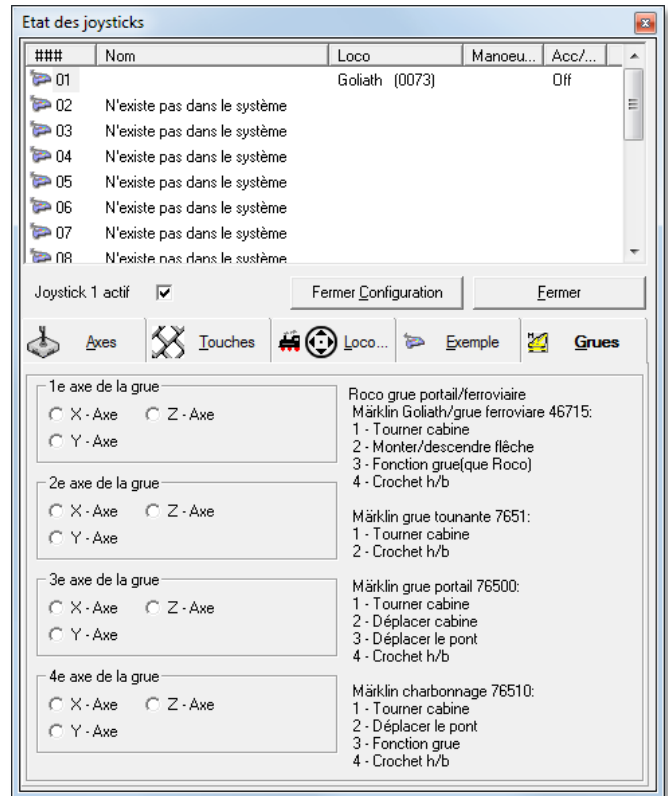 Etat des joysticks
### Nom Loco Manoeu... Acc/...
01 Goliath (0073) Off
02 N'existe pas dans le système
03 N'existe pas dans le système
04 N'existe pas dans le système
05 N'existe pas dans le système
06 N'existe pas dans le système
07 N'existe pas dans le système
08 N'existe pas dans le système
Joystick 1 actif Fermer Configuration Fermer
Axes Touches Loco... Exemple Grues
1e axe de la grue
X - Axe Z - Axe
Y - Axe
2e axe de la grue
X - Axe Z - Axe
Y - Axe
3e axe de la grue
X - Axe Z - Axe
Y - Axe
4e axe de la grue
X - Axe Z - Axe
Y - Axe
Roco grue portail/ferroviaire
Märklin Goliath/grue ferroviare 46715:
1 - Tourner cabine
2 - Monter/descendre flêche
3 - Fonction grue(que Roco)
4 - Crochet h/b
Märklin grue tounante 7651:
1 - Tourner cabine
2 - Crochet h/b
Märklin grue portail 76500:
1 - Tourner cabine
2 - Déplacer cabine
3 - Déplacer le pont
4 - Crochet h/b
Märklin charbonnage 76510:
1 - Tourner cabine
2 - Déplacer le pont
3 - Fonction grue
4 - Crochet h/b